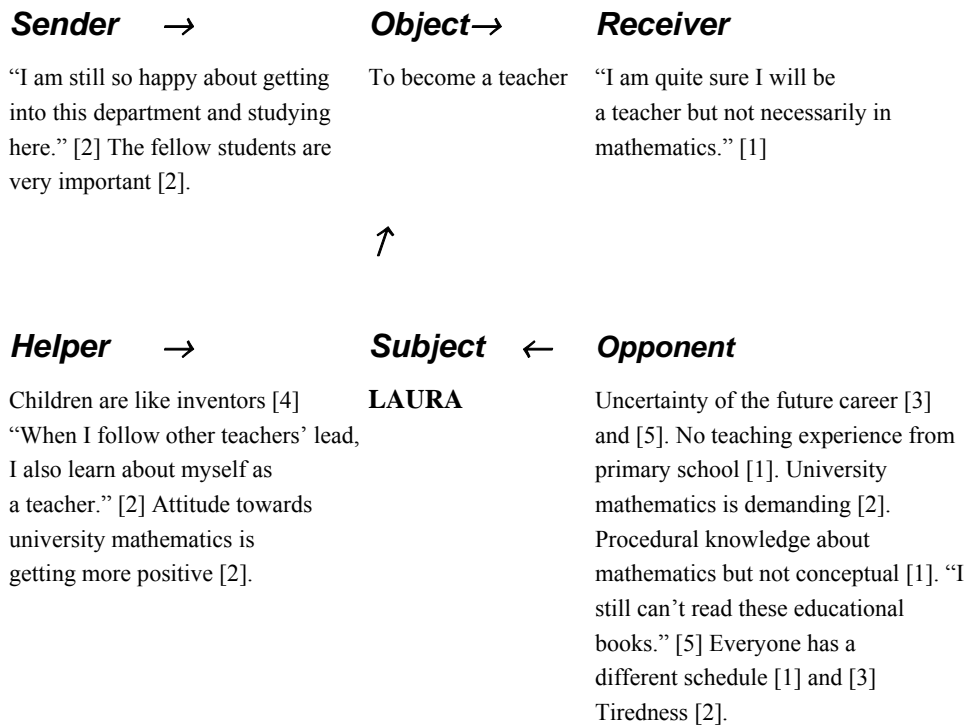 Sender → Object→ Receiver
“I am still so happy about getting
into this department and studying
here.” [2] The fellow students are
very important [2].
To become a teacher
“I am quite sure I will be
a teacher but not necessarily in
mathematics.” [1]
↑
Helper → Subject ← Opponent
Children are like inventors [4]
“When I follow other teachers’ lead,
I also learn about myself as
a teacher.” [2] Attitude towards
university mathematics is
getting more positive [2].
LAURA
Uncertainty of the future career [3]
and [5]. No teaching experience from
primary school [1]. University
mathematics is demanding [2].
Procedural knowledge about
mathematics but not conceptual [1]. “I
still can’t read these educational
books.” [5] Everyone has a
different schedule [1] and [3]
Tiredness [2].